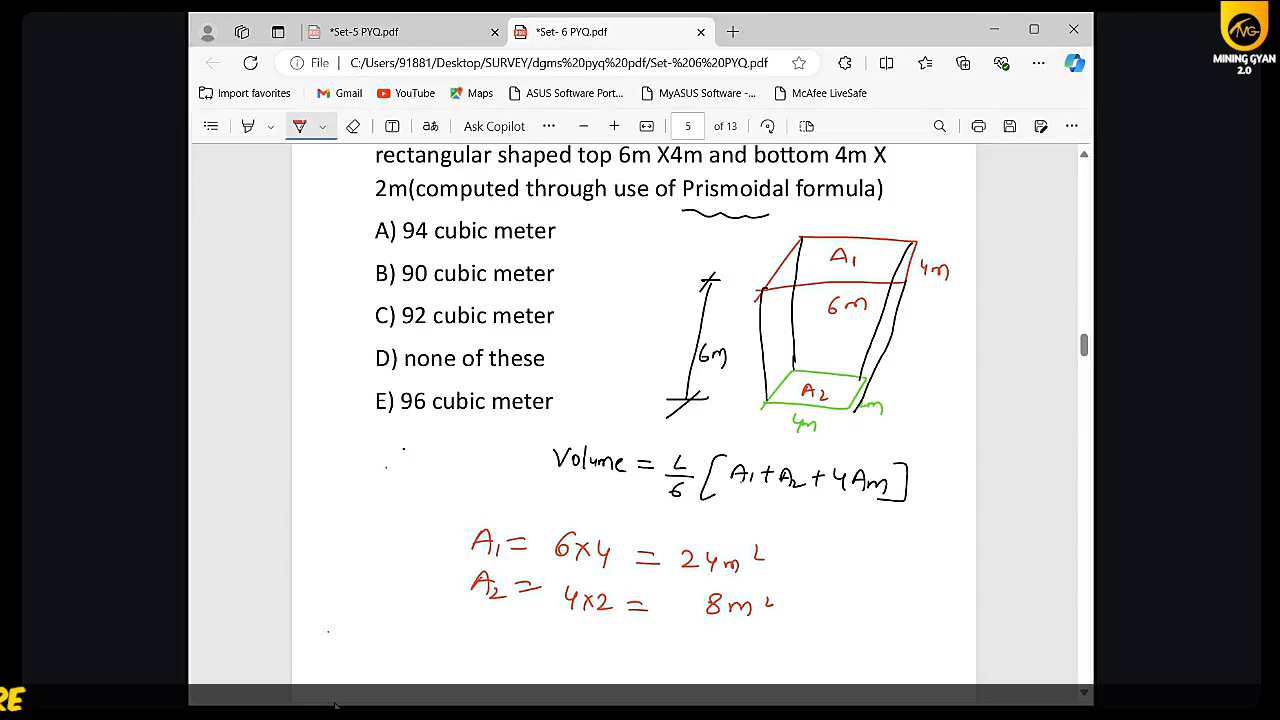 *Set-5 PYQ.pdf
*Set- 6 PYQ.pdf
File
C:/Users/91881/Desktop/SURVEY/dgms%20pyq%20pdf/Set-%206%20PYQ.pdf
Import favorites
Gmail
YouTube
Maps
ASUS Software Port...
MyASUS Software -...
McAfee LiveSafe
Ask Copilot
5 of 13
MINING GYAN
2.0
rectangular shaped top 6m X4m and bottom 4m X
2m(computed through use of Prismoidal formula)
A) 94 cubic meter
B) 90 cubic meter
C) 92 cubic meter
D) none of these
E) 96 cubic meter
A1
4m
6m
6m
A2
2m
4m
Volume = L/6 [A1+A2+4Am]
A1= 6x4 = 24m²
A2 = 4x2 = 8m²
RE